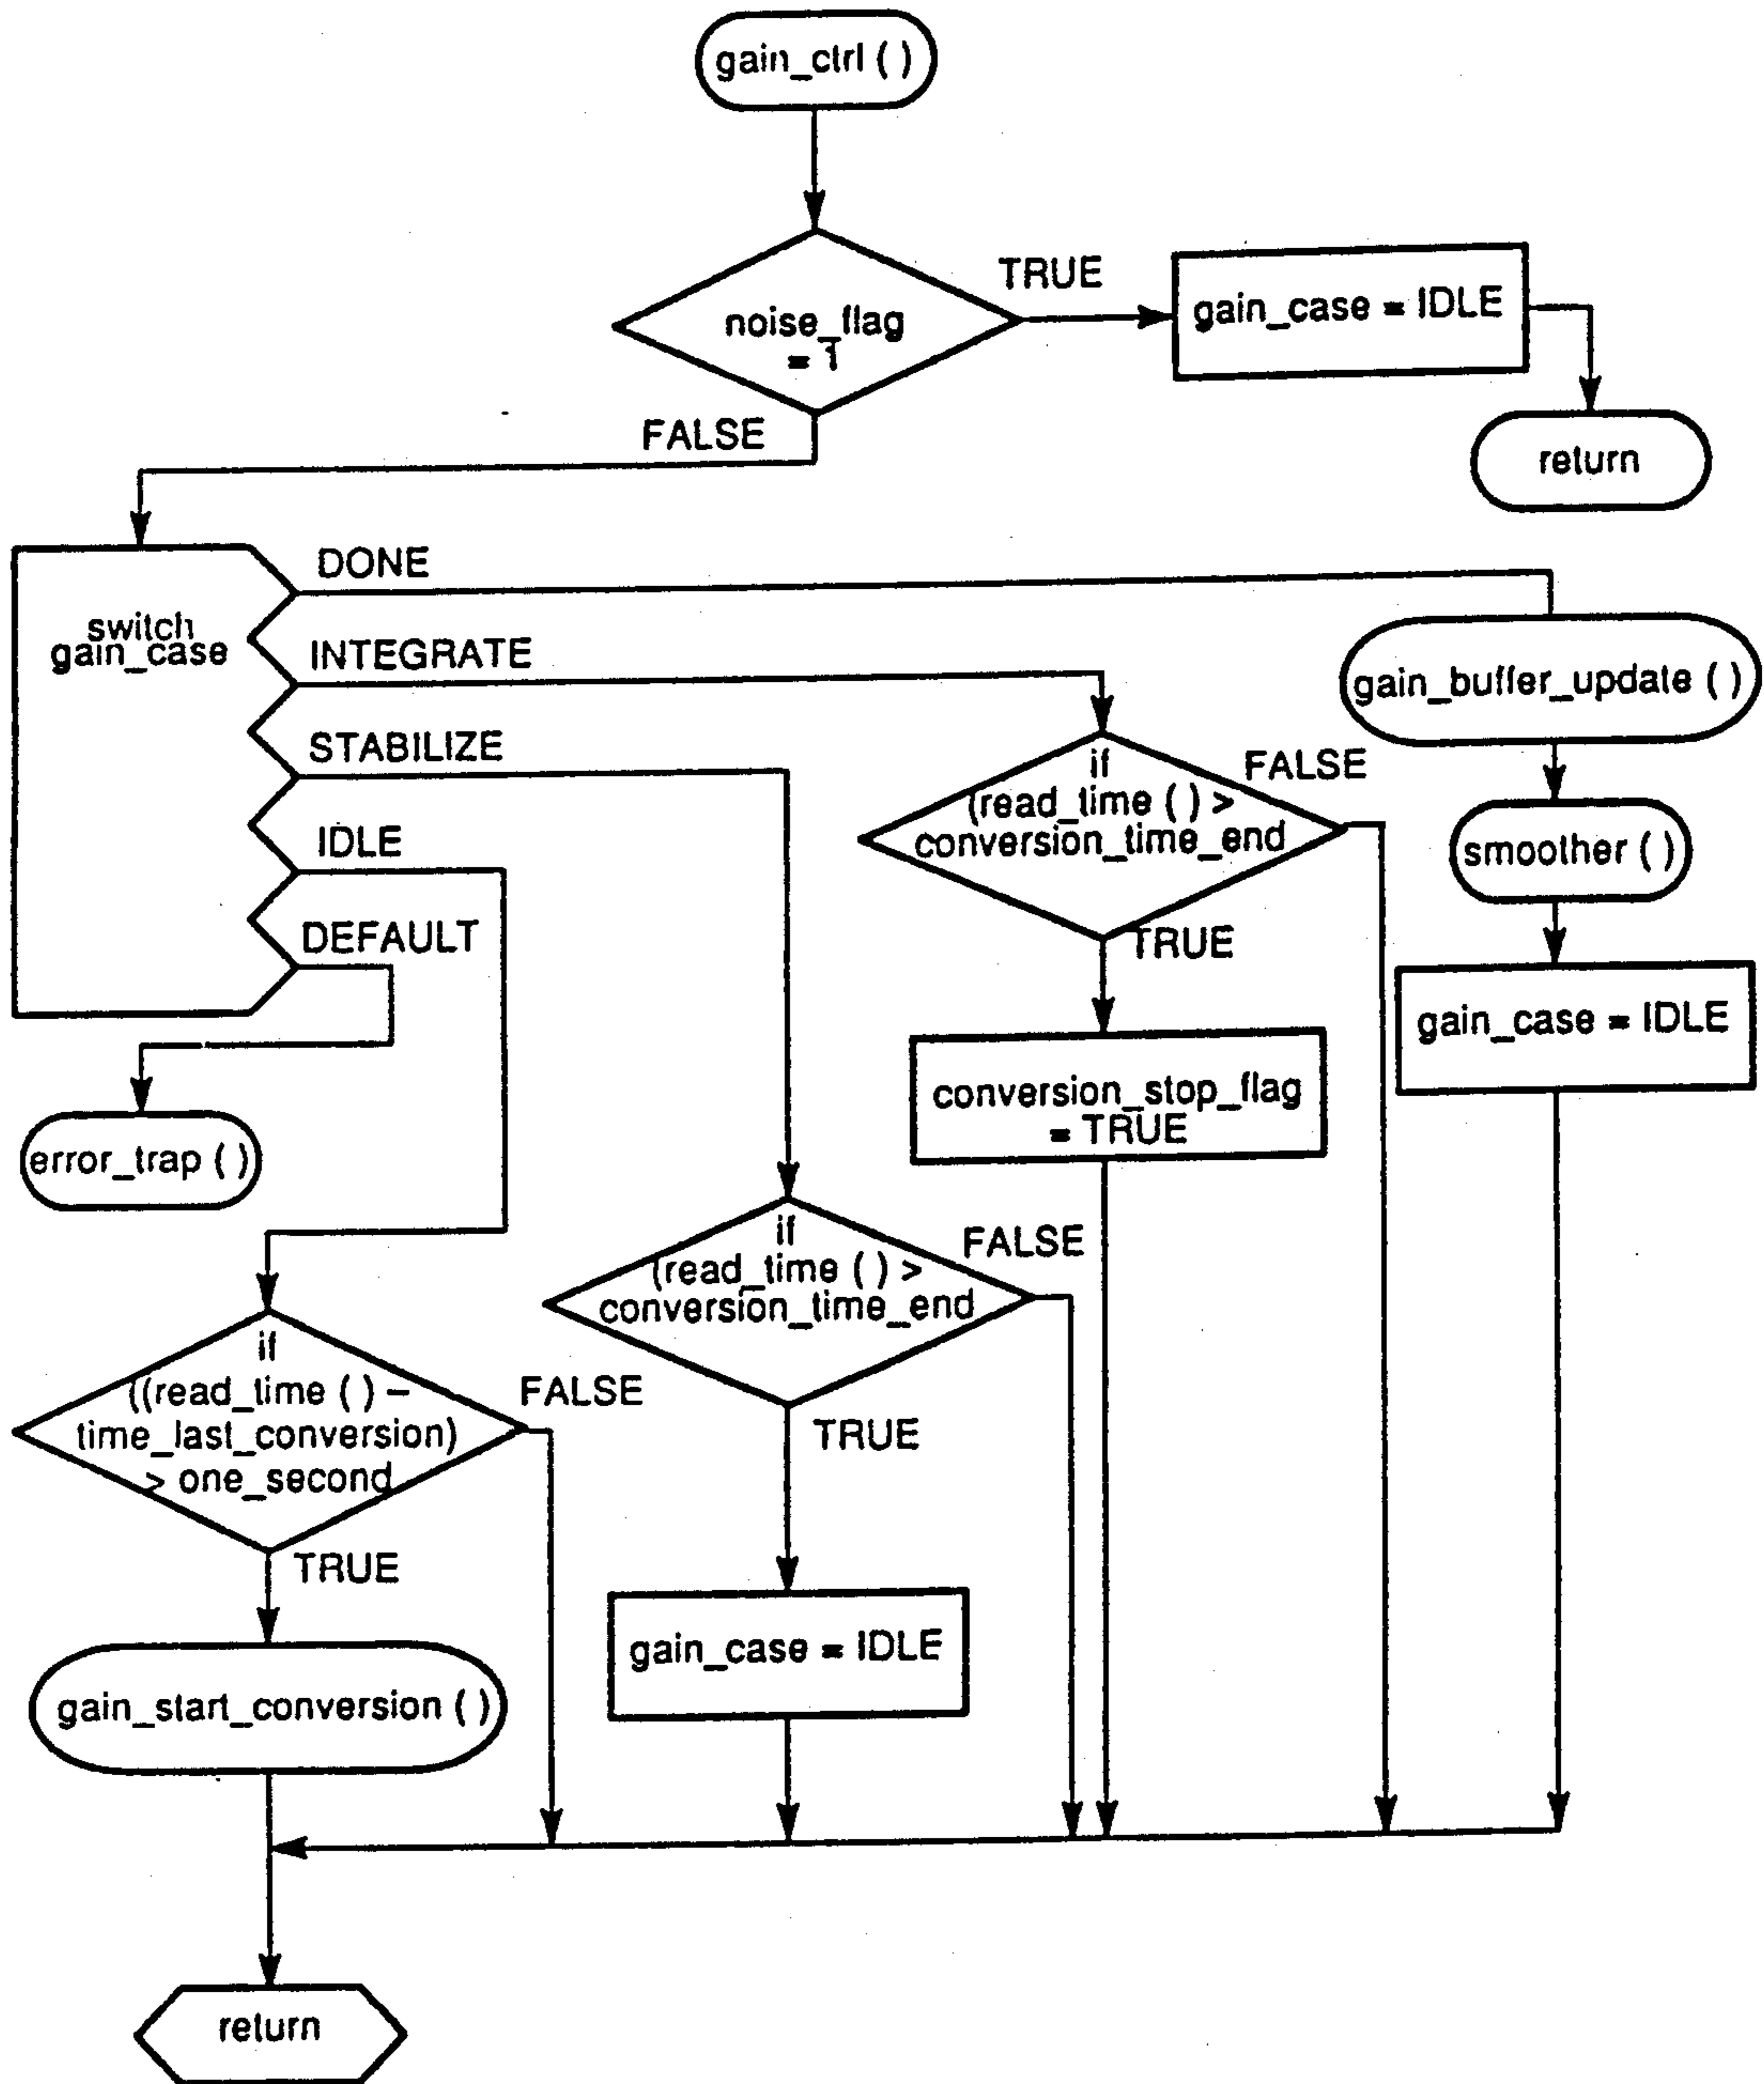 gain_ctrl ( )
noise_flag
= 1
TRUE
gain_case = IDLE
return
FALSE
switch
gain_case
DONE
INTEGRATE
STABILIZE
IDLE
DEFAULT
error_trap ( )
gain_buffer_update ( )
smoother ( )
gain_case = IDLE
if
(read_time ( ) >
conversion_time_end
FALSE
TRUE
conversion_stop_flag
= TRUE
if
(read_time ( ) >
conversion_time_end
FALSE
TRUE
gain_case = IDLE
if
((read_time ( ) –
time_last_conversion)
> one_second
FALSE
TRUE
gain_start_conversion ( )
return